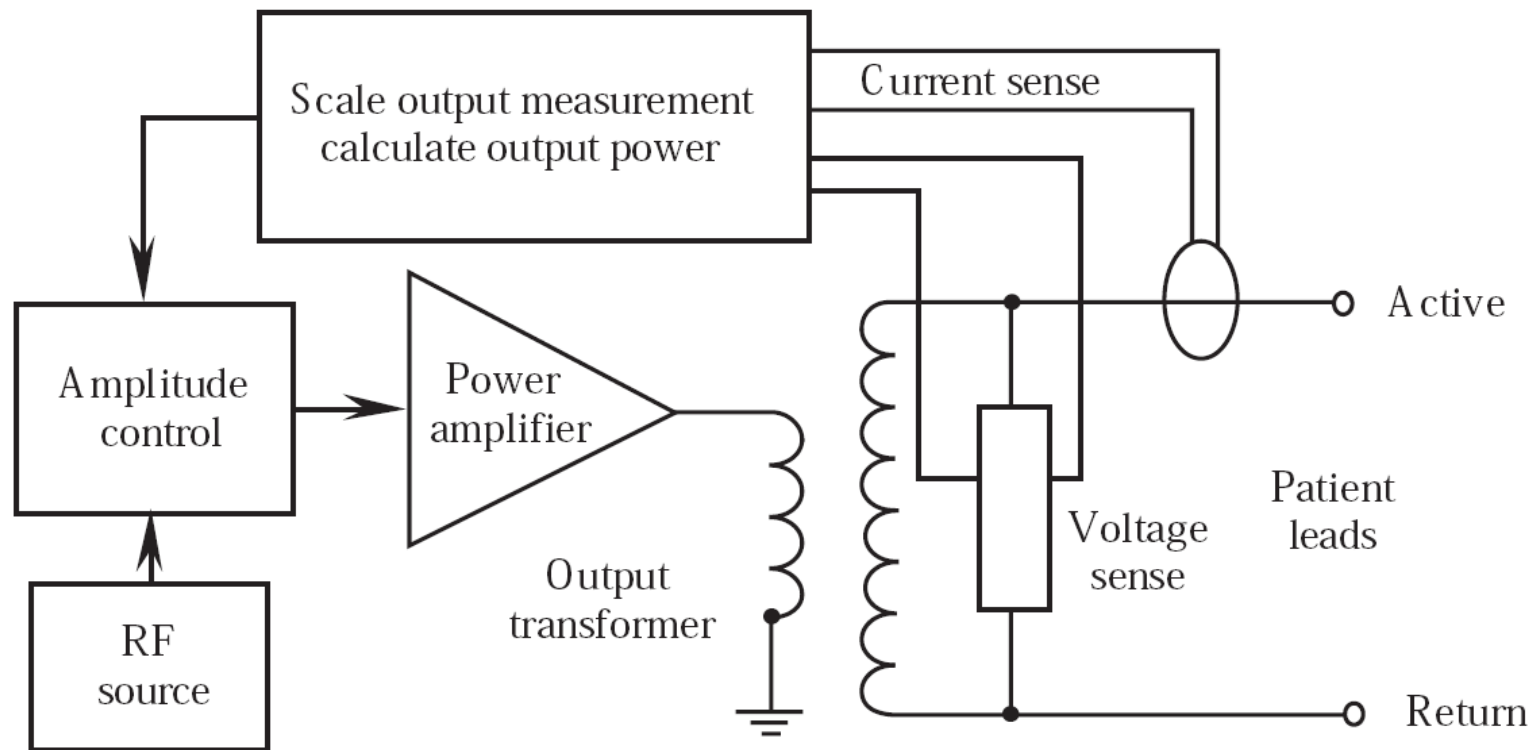 Scale output measurement
calculate output power
Current sense
Active
Amplitude
control
Power
amplifier
Patient
leads
Voltage
sense
Output
transformer
RF
source
Return